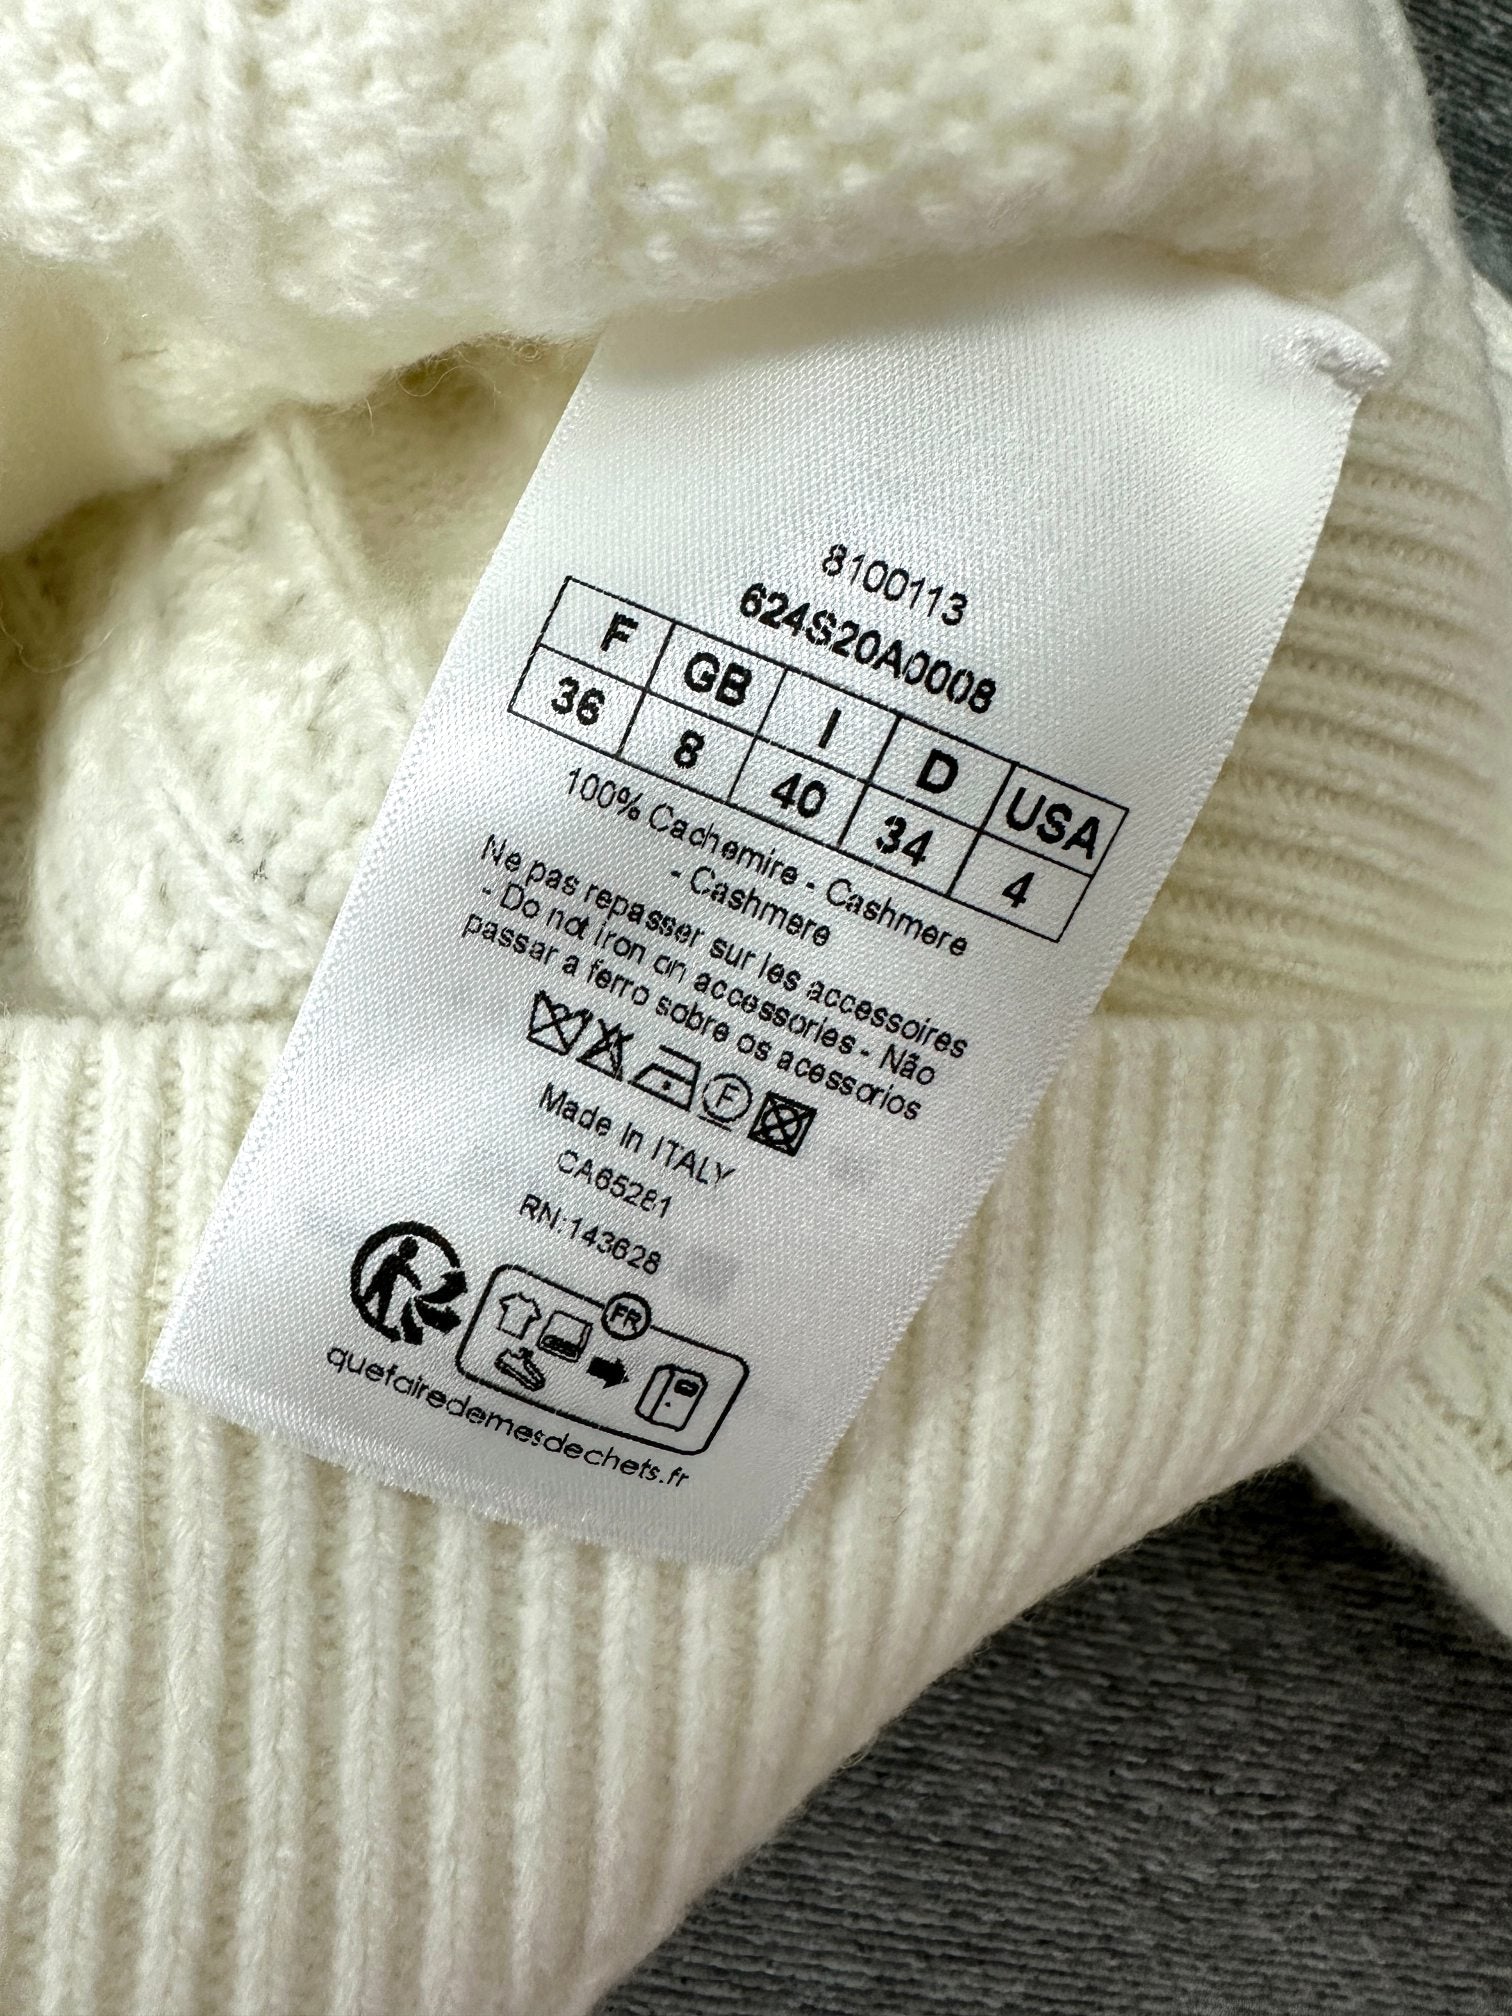 8100113
624S20A0008
F GB I D USA
36 8 40 34 4
100% Cachemire - Cashmere
- Cashmere
Ne pas repasser sur les accessoires
- Do not iron on accessories - Não
passar a ferro sobre os acessorios
F
Made in ITALY
CA65281
RN:143628
FR
quefairedemesdechets.fr